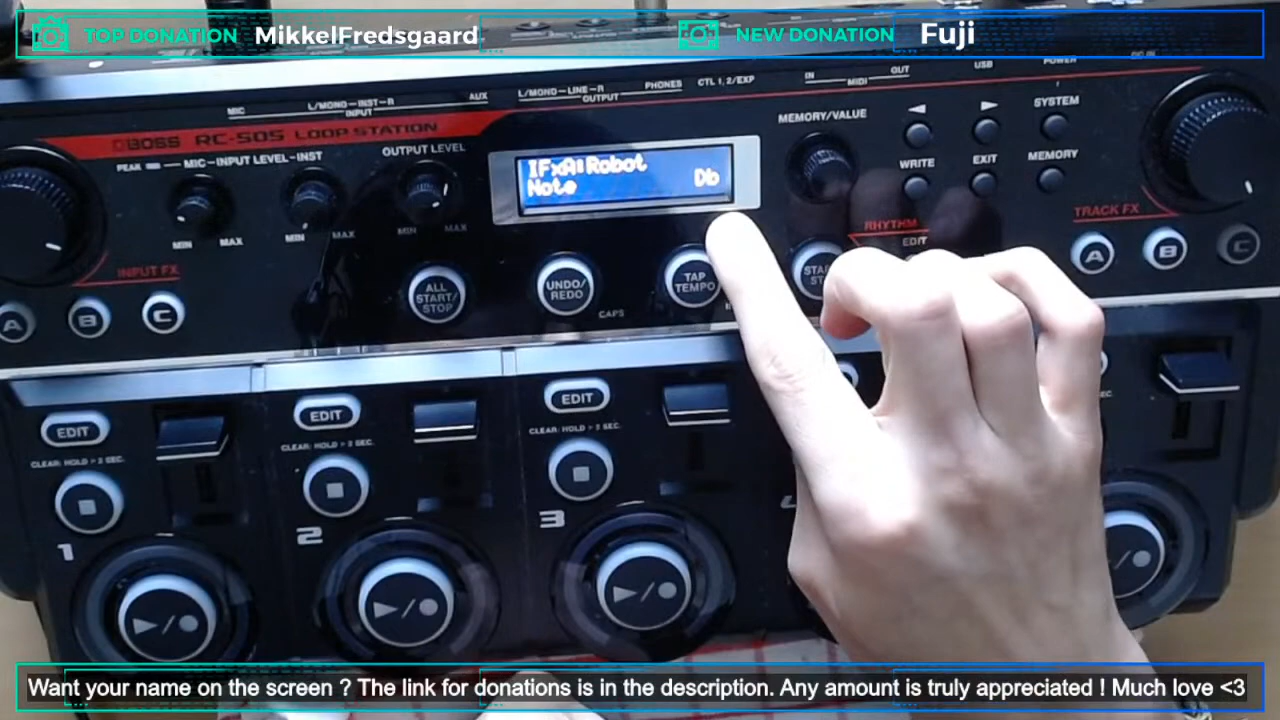 TOP DONATION MikkelFredsgaard
NEW DONATION Fuji
MIC
L/MONO-INST-R
INPUT
AUX
L/MONO-LINE-R
OUTPUT
PHONES
CTL 1, 2/EXP
IN MIDI OUT
USB
POWER
BOSS RC-505 LOOP STATION
PEAK
MIC-INPUT LEVEL-INST
OUTPUT LEVEL
MIN MAX
MIN MAX
MIN MAX
IFxA:Robot
Note Db
MEMORY/VALUE
SYSTEM
WRITE
EXIT
MEMORY
INPUT FX
A B C
ALL START/STOP
UNDO/REDO
CAPS
TAP TEMPO
RHYTHM
EDIT
TRACK FX
A B C
EDIT
CLEAR: HOLD > 2 SEC.
1
EDIT
CLEAR: HOLD > 2 SEC.
2
EDIT
CLEAR: HOLD > 2 SEC.
3
Want your name on the screen ? The link for donations is in the description. Any amount is truly appreciated ! Much love <3